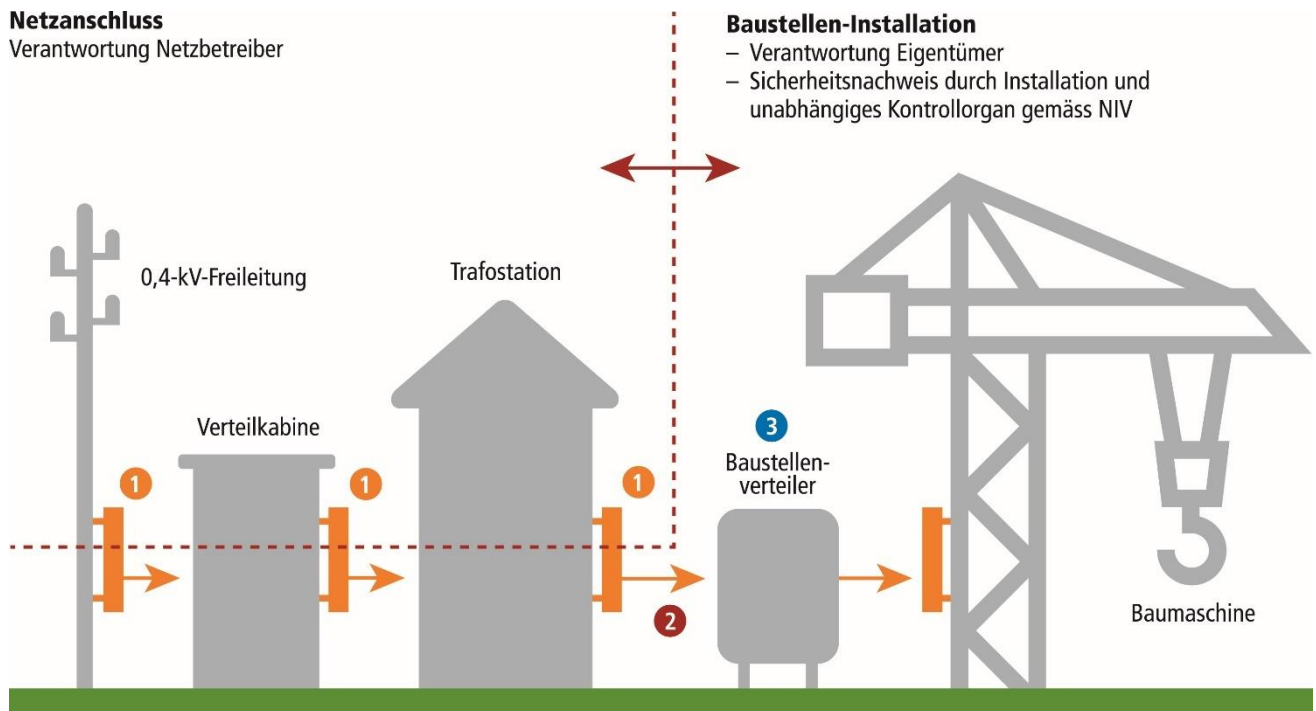 Netzanschluss
Verantwortung Netzbetreiber
Baustellen-Installation
– Verantwortung Eigentümer
– Sicherheitsnachweis durch Installation und
unabhängiges Kontrollorgan gemäss NIV
0,4-kV-Freileitung
Trafostation
Verteilkabine
1
1
1
3
Baustellen-
verteiler
2
Baumaschine